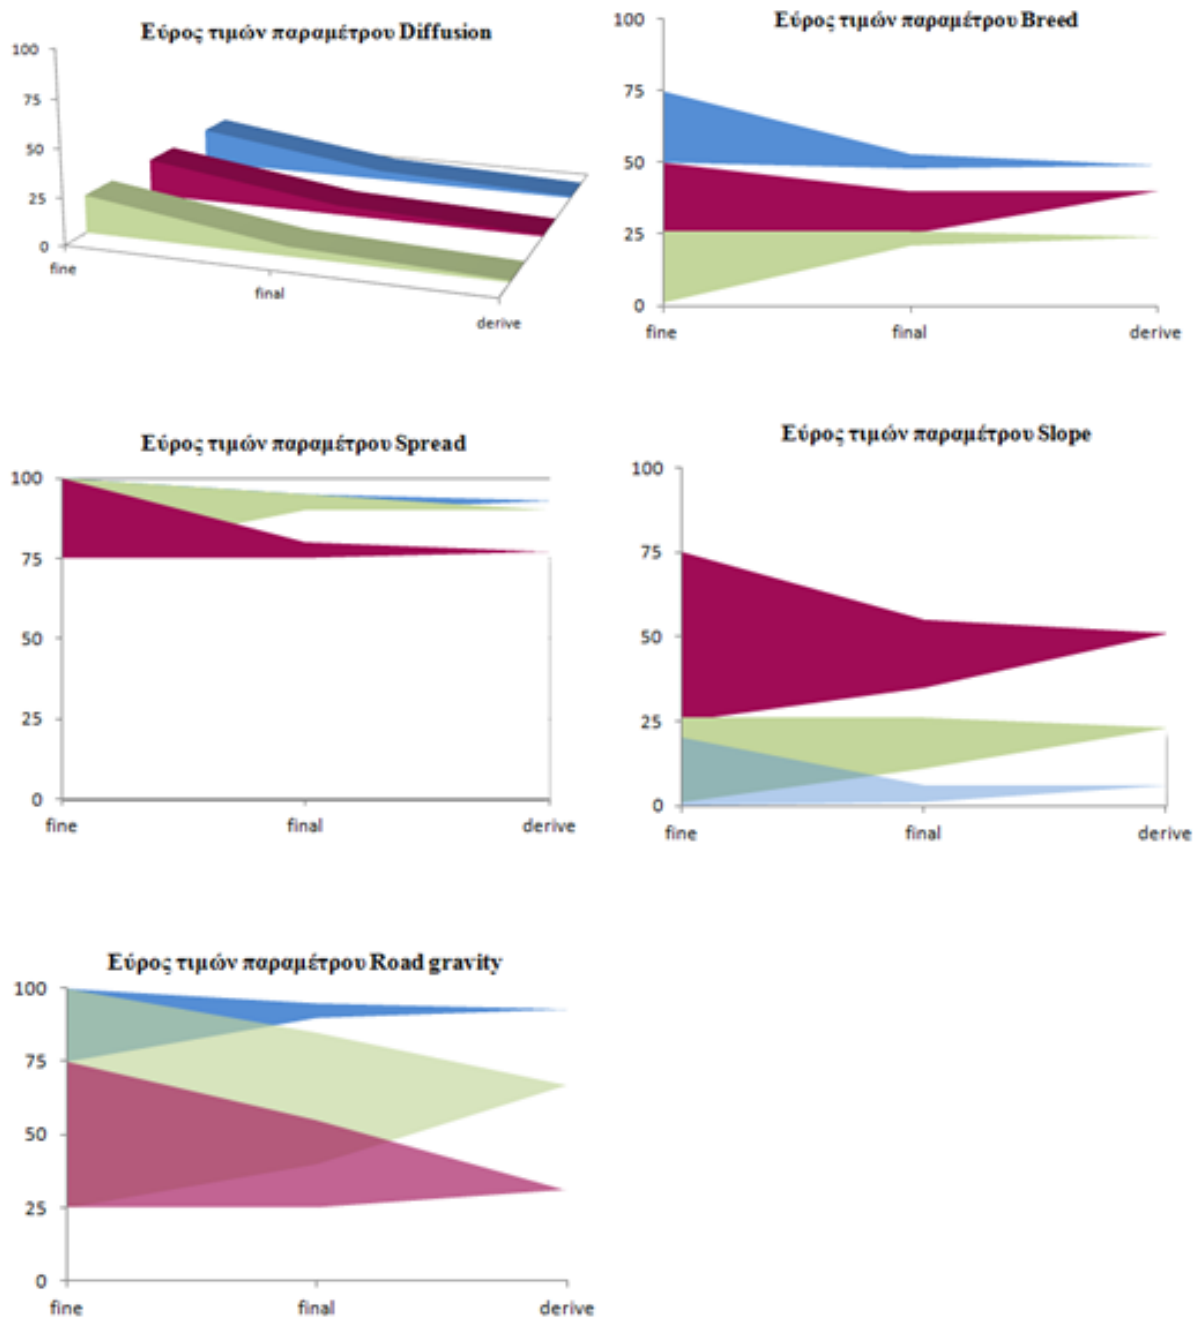 Εύρος τιμών παραμέτρου Diffusion
100
75
50
25
0
fine
final
derive
Εύρος τιμών παραμέτρου Breed
100
75
50
25
0
fine
final
derive
Εύρος τιμών παραμέτρου Spread
100
75
50
25
0
fine
final
derive
Εύρος τιμών παραμέτρου Slope
100
75
50
25
0
fine
final
derive
Εύρος τιμών παραμέτρου Road gravity
100
75
50
25
0
fine
final
derive